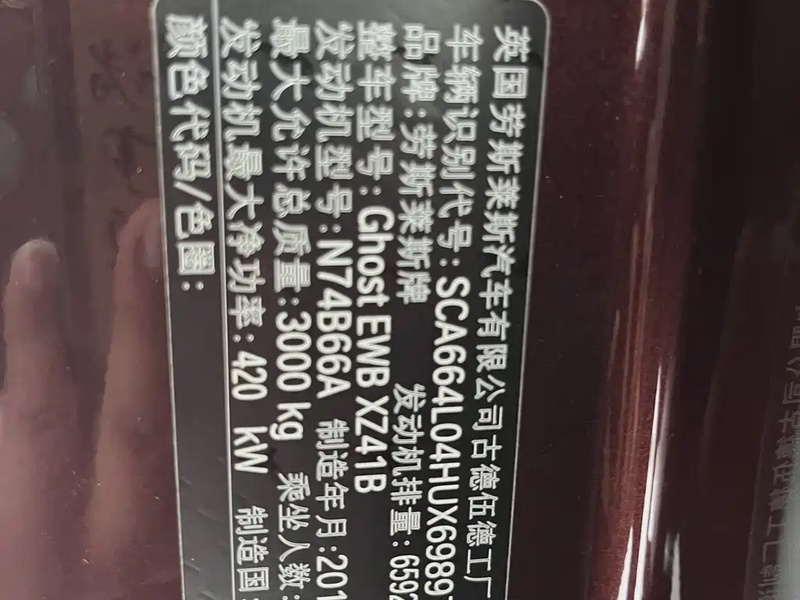 英国劳斯莱斯汽车有限公司古德伍德工厂
车辆识别代号: SCA664L04HUX6989
品牌: 劳斯莱斯牌 发动机排量: 6592
整车型号: Ghost EWB XZ41B
发动机型号: N74B66A 制造年月: 201
最大允许总质量: 3000 kg 乘坐人数:
发动机最大净功率: 420 kW 制造国:
颜色代码/色圈: